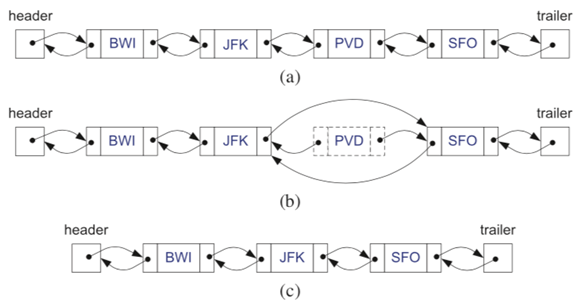 header trailer
BWI JFK PVD SFO
(a)
header trailer
BWI JFK PVD SFO
(b)
header trailer
BWI JFK SFO
(c)